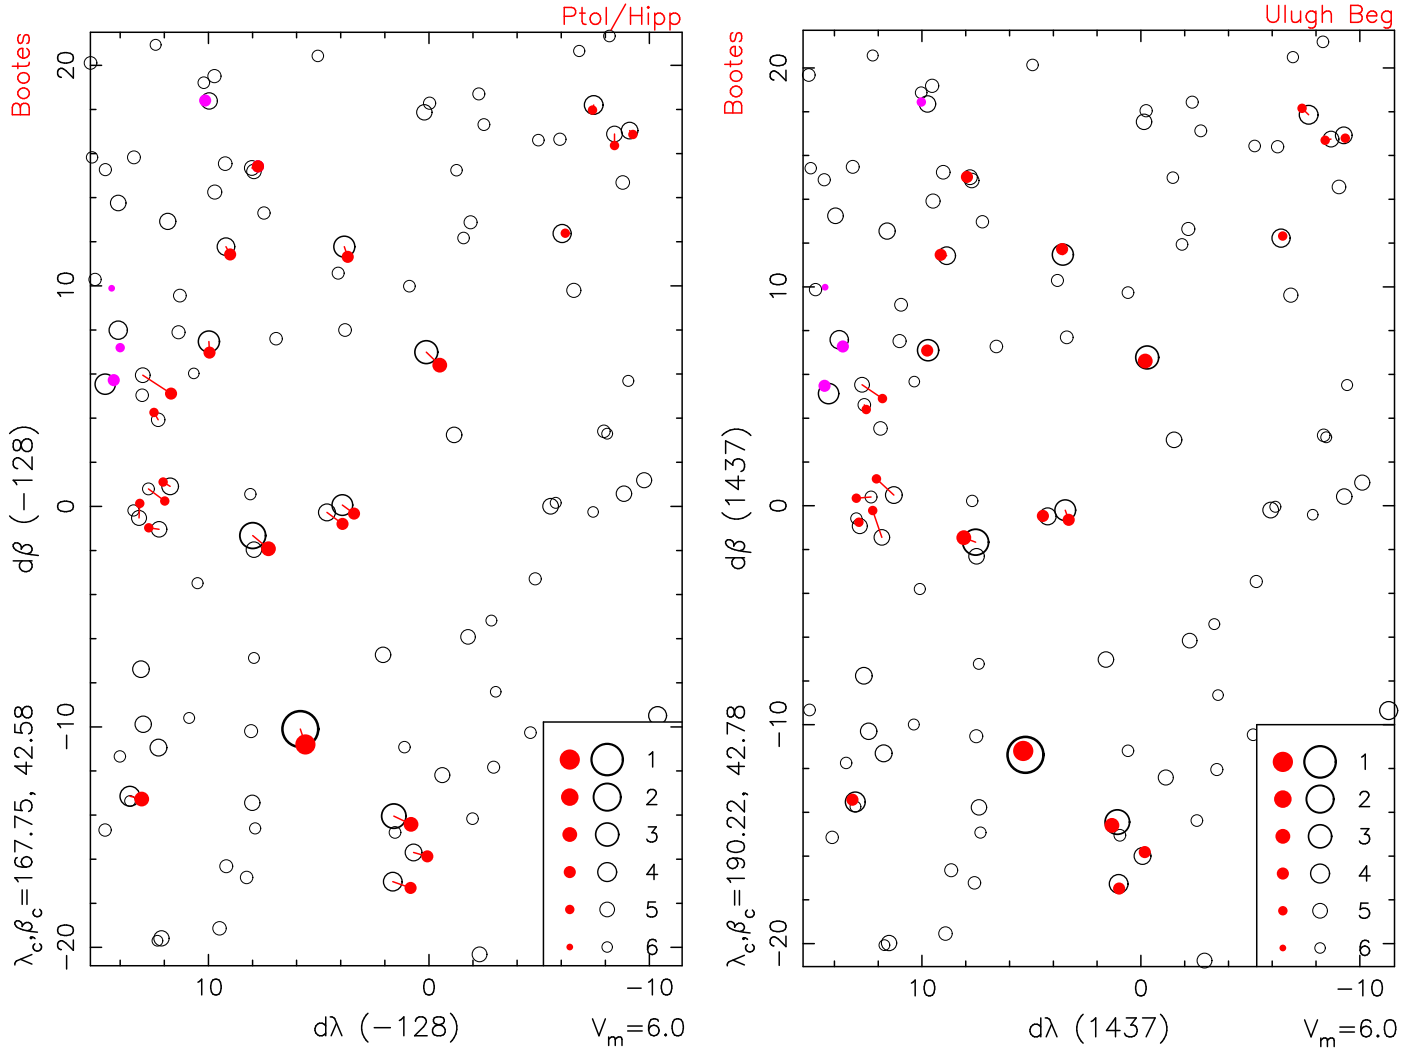 Ptol/Hipp
Bootes
20
10
0
−10
−20
dβ (−128)
λc,βc=167.75, 42.58
1
2
3
4
5
6
10
0
−10
dλ (−128)
Vm=6.0
Ulugh Beg
Bootes
20
10
0
−10
−20
dβ (1437)
λc,βc=190.22, 42.78
1
2
3
4
5
6
10
0
−10
dλ (1437)
Vm=6.0